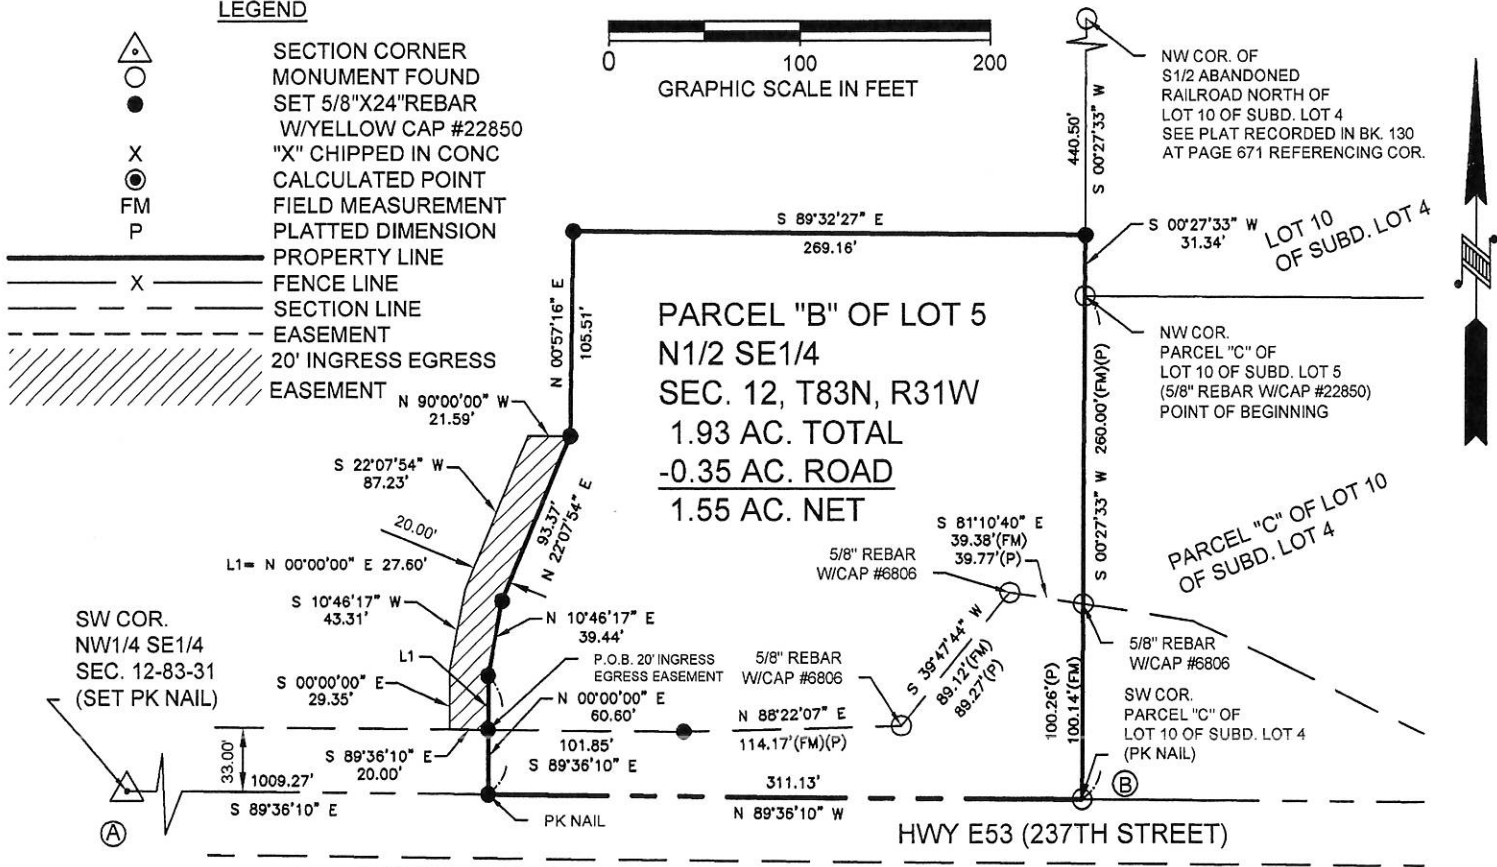 LEGEND
SECTION CORNER
MONUMENT FOUND
SET 5/8"X24"REBAR
W/YELLOW CAP #22850
X "X" CHIPPED IN CONC
CALCULATED POINT
FM FIELD MEASUREMENT
P PLATTED DIMENSION
PROPERTY LINE
X FENCE LINE
SECTION LINE
EASEMENT
20' INGRESS EGRESS
EASEMENT
0 100 200
GRAPHIC SCALE IN FEET
440.50'
S 00°27'33" W
NW COR. OF
S1/2 ABANDONED
RAILROAD NORTH OF
LOT 10 OF SUBD. LOT 4
SEE PLAT RECORDED IN BK. 130
AT PAGE 671 REFERENCING COR.
S 89°32'27" E
269.16'
S 00°27'33" W
31.34'
LOT 10
OF SUBD. LOT 4
N 00°57'16" E
105.51'
PARCEL "B" OF LOT 5
N1/2 SE1/4
SEC. 12, T83N, R31W
1.93 AC. TOTAL
-0.35 AC. ROAD
1.55 AC. NET
NW COR.
PARCEL "C" OF
LOT 10 OF SUBD. LOT 5
(5/8" REBAR W/CAP #22850)
POINT OF BEGINNING
S 00°27'33" W 260.00'(FM)(P)
N 90°00'00" W
21.59'
S 22°07'54" W
87.23'
20.00'
93.37'
N 22°07'54" E
L1= N 00°00'00" E 27.60'
S 10°46'17" W
43.31'
N 10°46'17" E
39.44'
L1
S 00°00'00" E
29.35'
P.O.B. 20' INGRESS
EGRESS EASEMENT
N 00°00'00" E
60.60'
5/8" REBAR
W/CAP #6806
S 81°10'40" E
39.38'(FM)
39.77'(P)
PARCEL "C" OF LOT 10
OF SUBD. LOT 4
5/8" REBAR
W/CAP #6806
S 39°47'44" W
89.12'(FM)
89.27'(P)
5/8" REBAR
W/CAP #6806
100.26'(P)
100.14'(FM)
SW COR.
PARCEL "C" OF
LOT 10 OF SUBD. LOT 4
(PK NAIL)
SW COR.
NW1/4 SE1/4
SEC. 12-83-31
(SET PK NAIL)
N 88°22'07" E
114.17'(FM)(P)
101.85'
S 89°36'10" E
S 89°36'10" E
20.00'
33.00'
1009.27'
S 89°36'10" E
311.13'
N 89°36'10" W
PK NAIL
A
B
HWY E53 (237TH STREET)